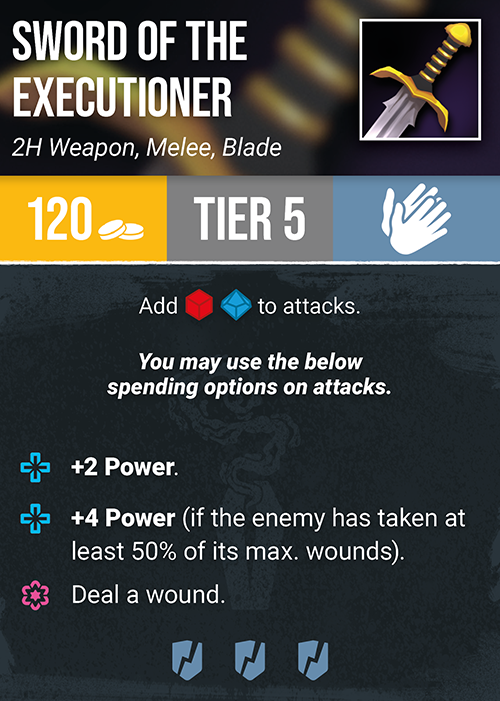 SWORD OF THE
EXECUTIONER
2H Weapon, Melee, Blade
120 TIER 5
Add to attacks.
You may use the below
spending options on attacks.
+2 Power.
+4 Power (if the enemy has taken at
least 50% of its max. wounds).
Deal a wound.